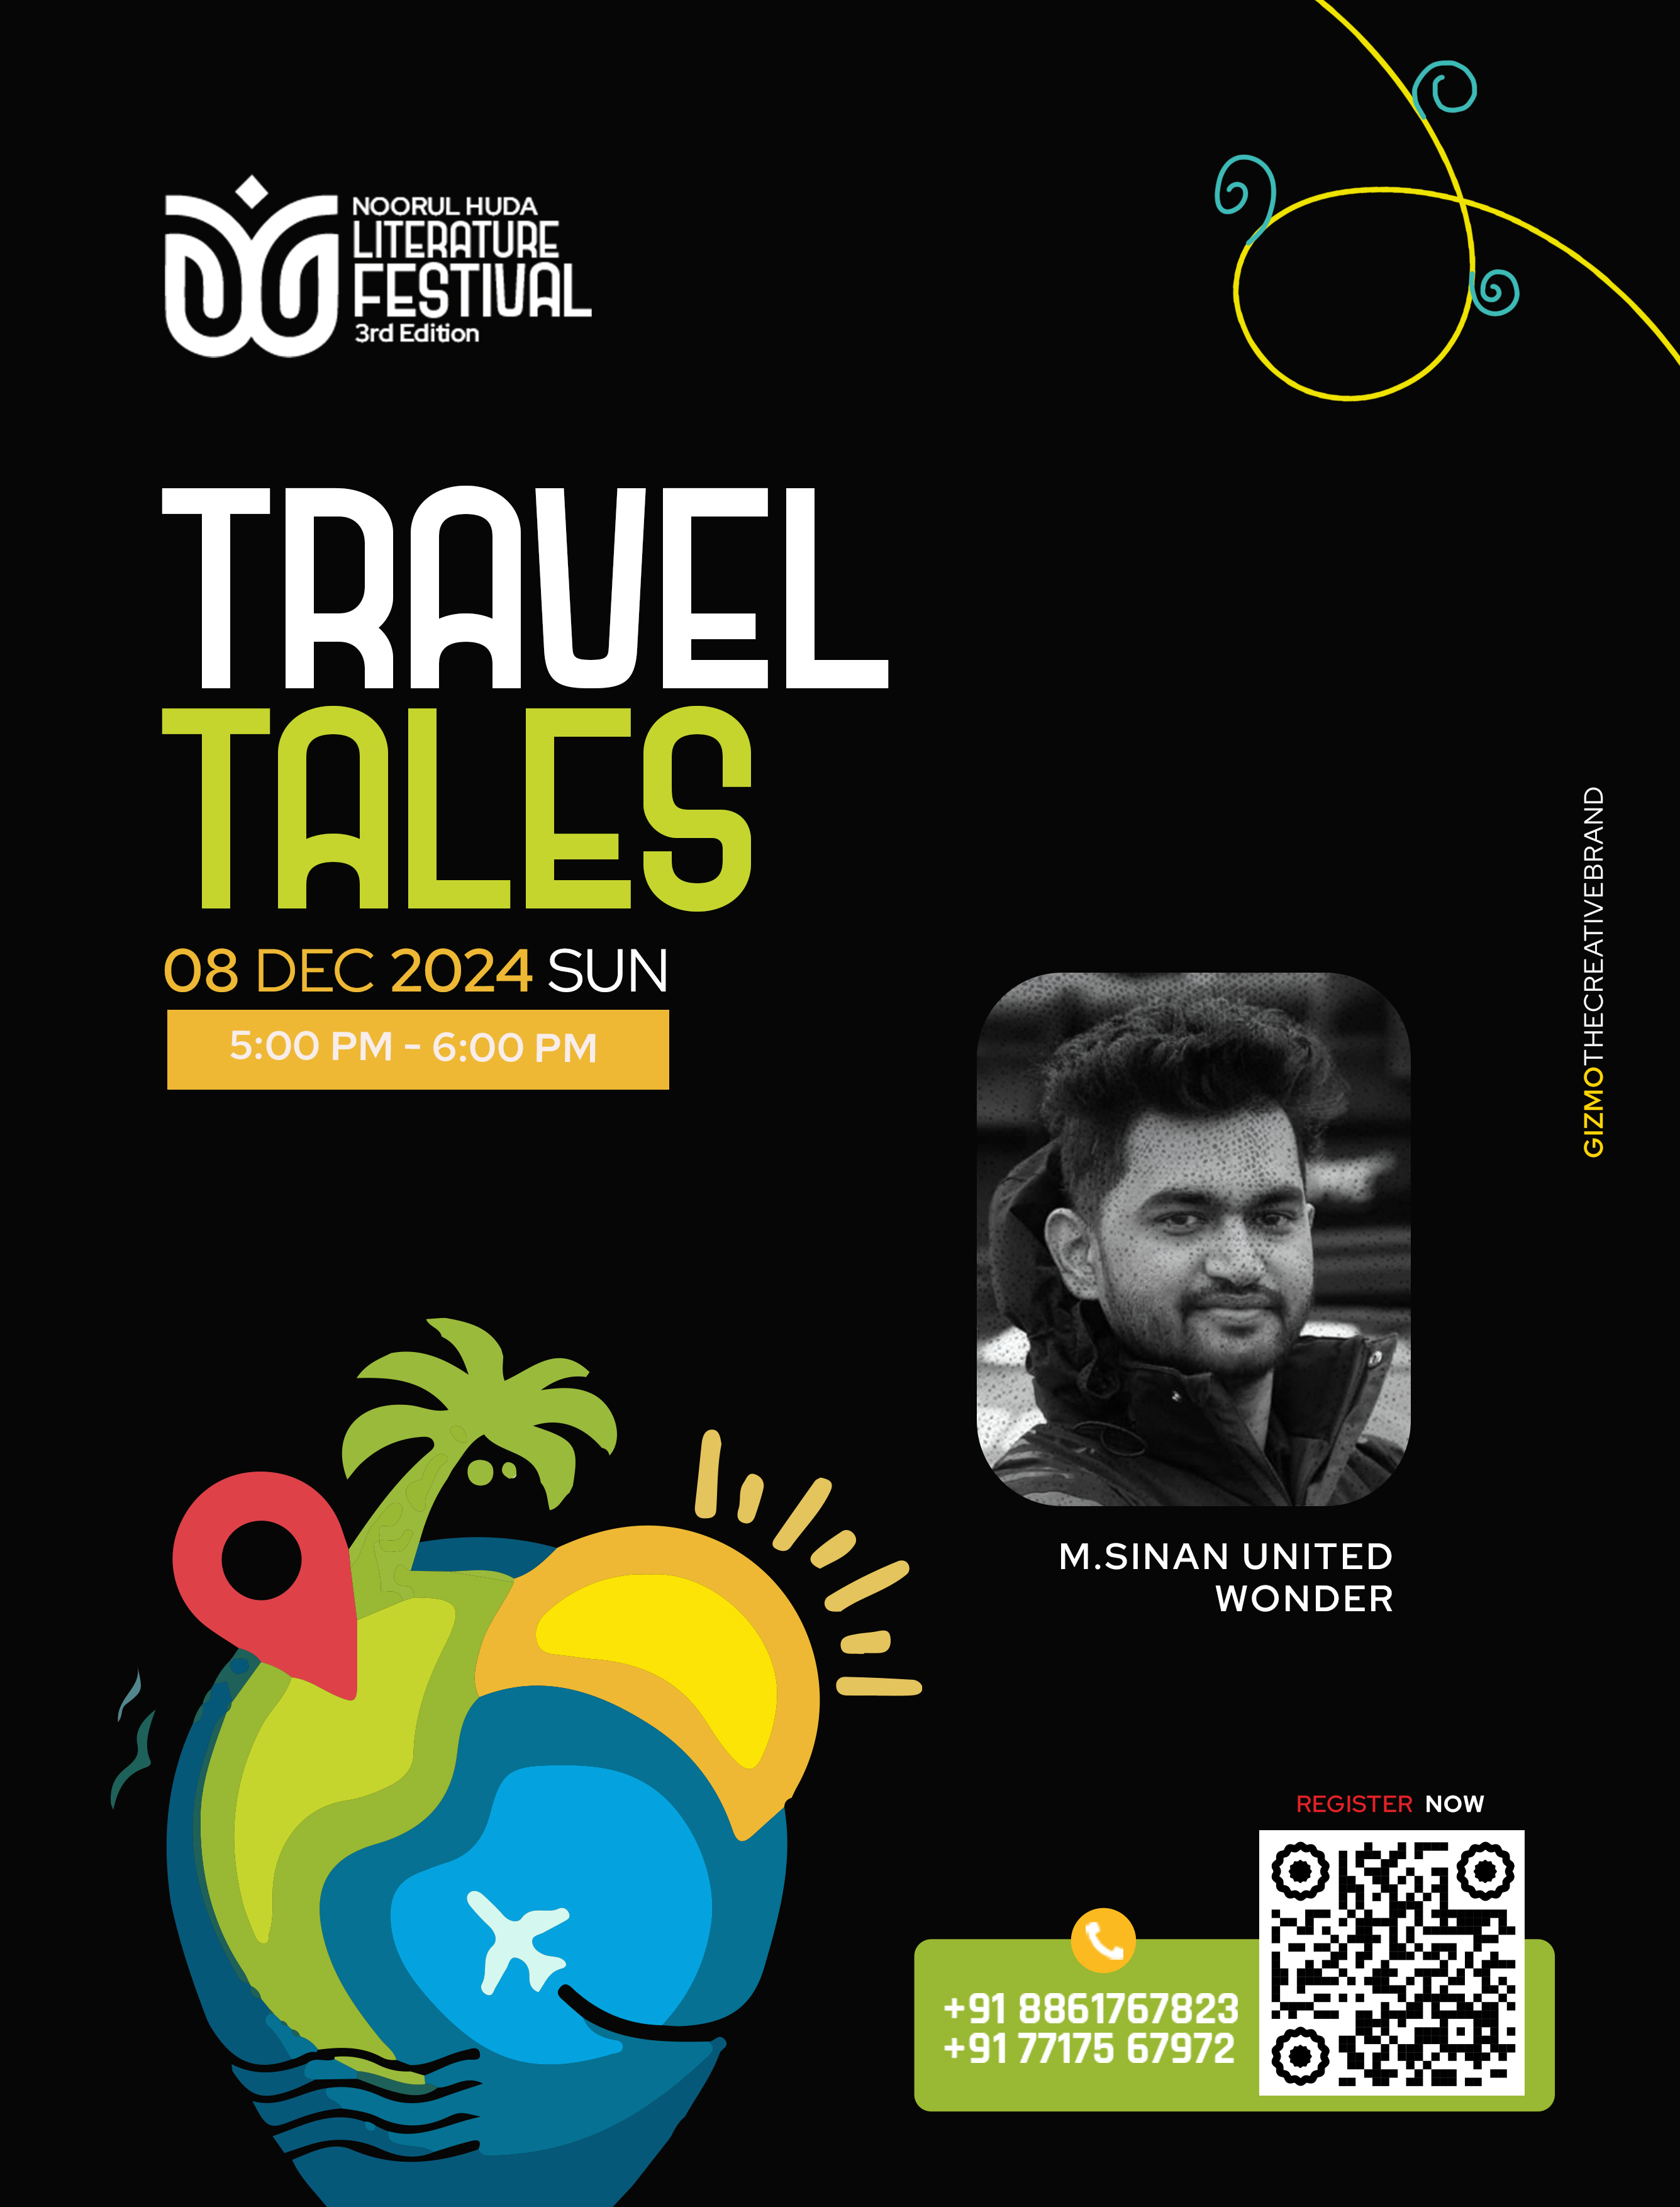 NOORUL HUDA
LITERATURE
FESTIVAL
3rd Edition
TRAVEL
TALES
08 DEC 2024 SUN
5:00 PM - 6:00 PM
GIZMOTHECREATIVEBRAND
M.SINAN UNITED
WONDER
REGISTER NOW
+91 8861767823
+91 77175 67972